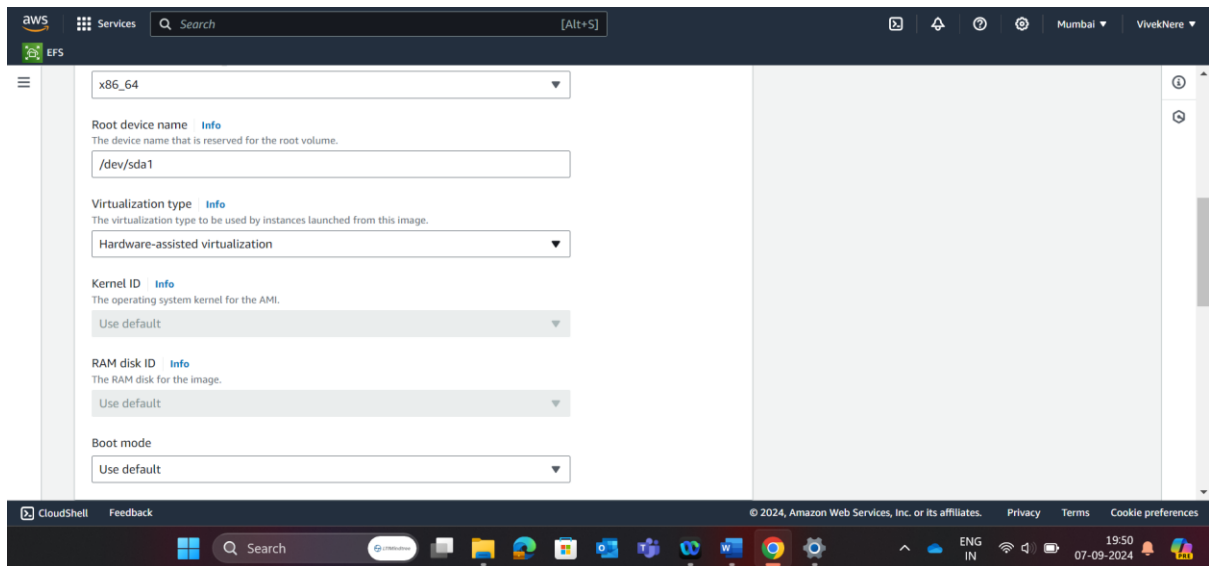 aws
Services
Search
[Alt+S]
Mumbai
VivekNere
EFS
x86_64
Root device name
Info
The device name that is reserved for the root volume.
/dev/sda1
Virtualization type
Info
The virtualization type to be used by instances launched from this image.
Hardware-assisted virtualization
Kernel ID
Info
The operating system kernel for the AMI.
Use default
RAM disk ID
Info
The RAM disk for the image.
Use default
Boot mode
Use default
CloudShell
Feedback
© 2024, Amazon Web Services, Inc. or its affiliates.
Privacy
Terms
Cookie preferences
Search
ENG
IN
19:50
07-09-2024
PRE